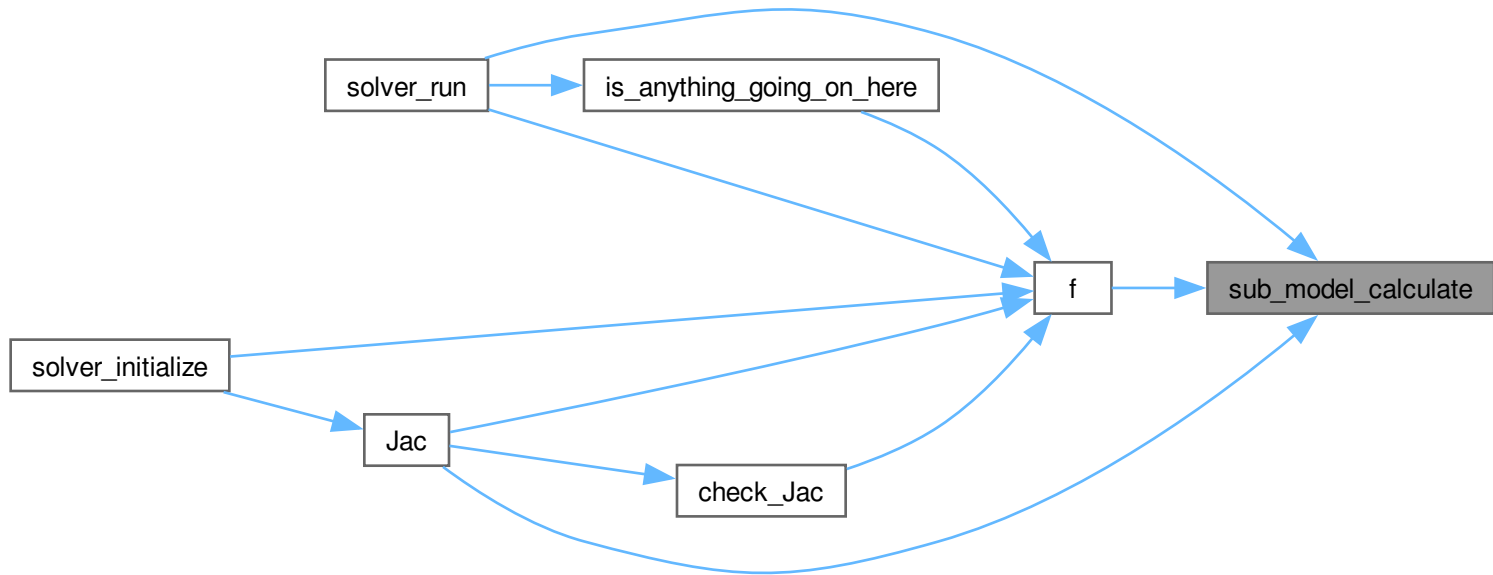 solver_run
is_anything_going_on_here
f
sub_model_calculate
solver_initialize
Jac
check_Jac